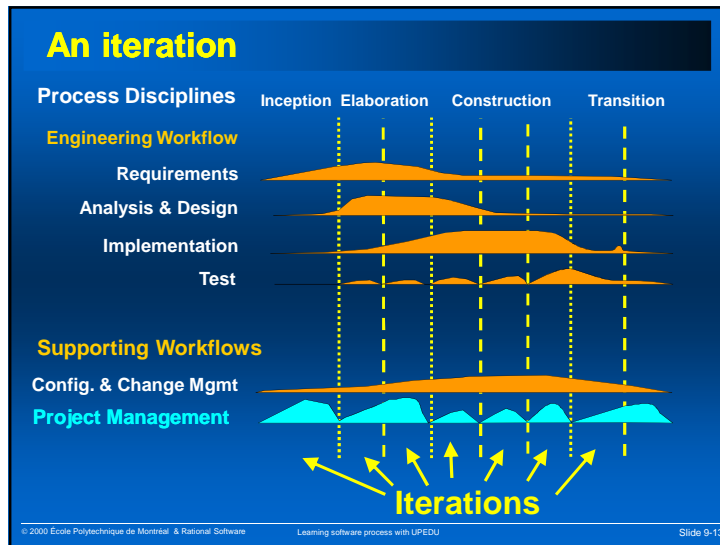 An iteration
Process Disciplines Inception Elaboration Construction Transition
Engineering Workflow
Requirements
Analysis & Design
Implementation
Test
Supporting Workflows
Config. & Change Mgmt
Project Management
Iterations
© 2000 École Polytechnique de Montréal & Rational Software Learning software process with UPEDU Slide 9-13